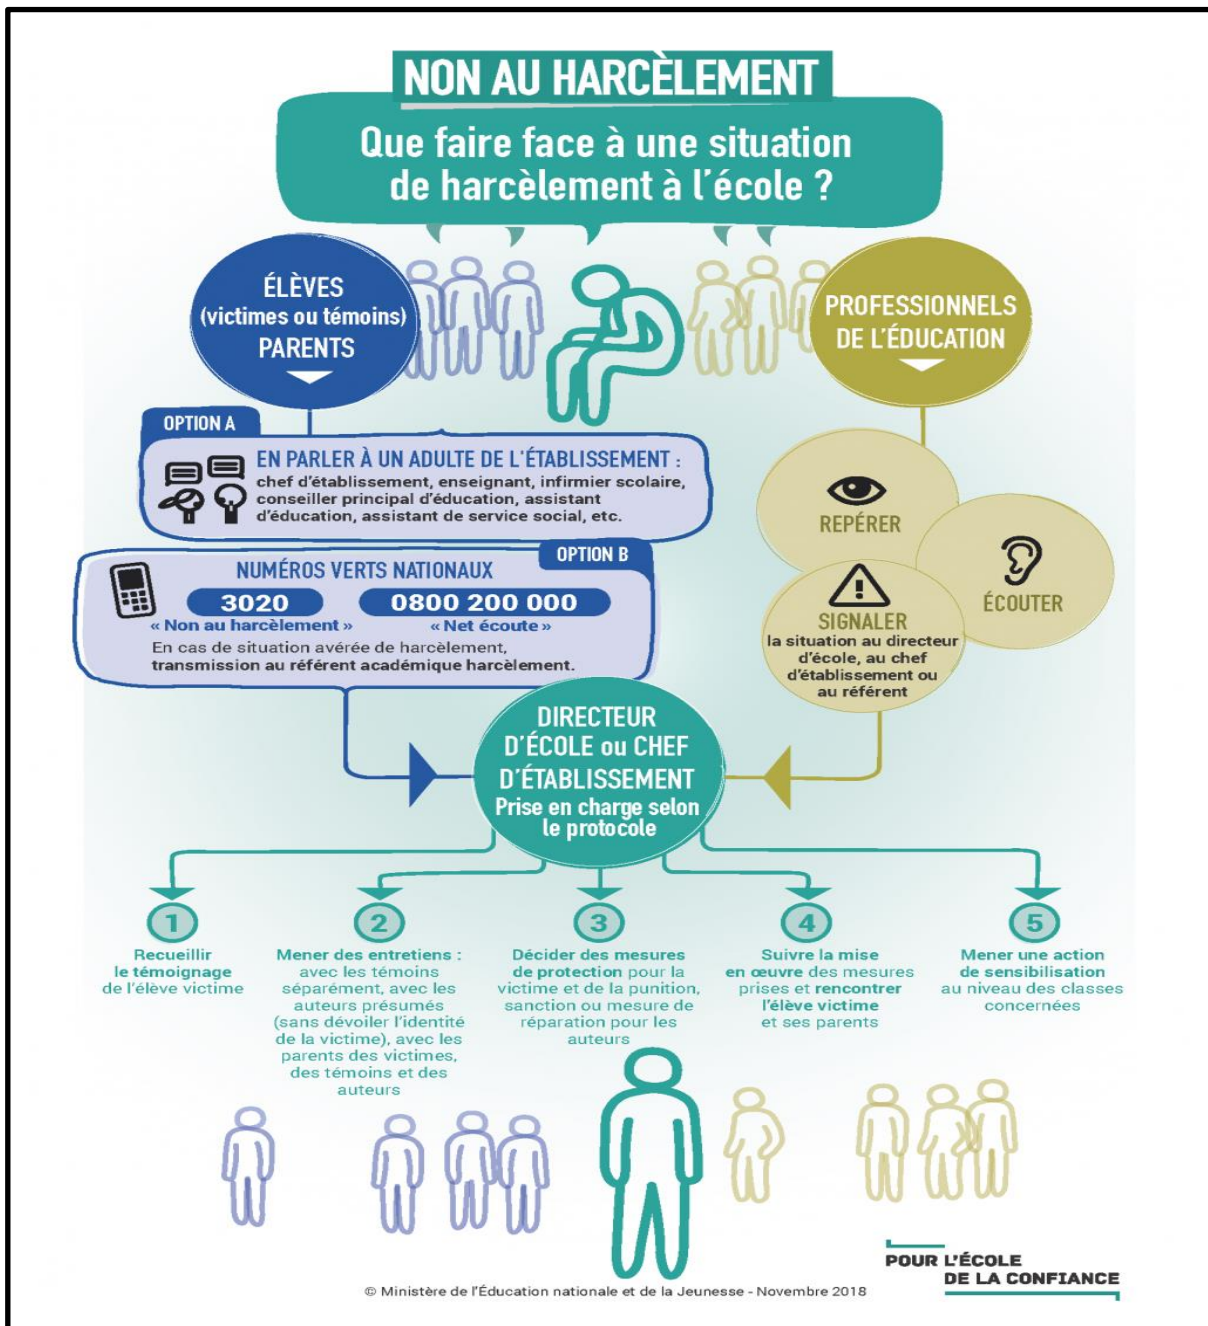 NON AU HARCÈLEMENT
Que faire face à une situation
de harcèlement à l'école ?
ÉLÈVES
(victimes ou témoins)
PARENTS
PROFESSIONNELS
DE L'ÉDUCATION
OPTION A
EN PARLER À UN ADULTE DE L'ÉTABLISSEMENT :
chef d'établissement, enseignant, infirmier scolaire,
conseiller principal d'éducation, assistant
d'éducation, assistant de service social, etc.
OPTION B
NUMÉROS VERTS NATIONAUX
3020
0800 200 000
« Non au harcèlement »
« Net écoute »
En cas de situation avérée de harcèlement,
transmission au référent académique harcèlement.
REPÉRER
ÉCOUTER
SIGNALER
la situation au directeur
d'école, au chef
d'établissement ou
au référent
DIRECTEUR
D'ÉCOLE ou CHEF
D'ÉTABLISSEMENT
Prise en charge selon
le protocole
1
Recueillir
le témoignage
de l'élève victime
2
Mener des entretiens :
avec les témoins
séparément, avec les
auteurs présumés
(sans dévoiler l'identité
de la victime), avec les
parents des victimes,
des témoins et des
auteurs
3
Décider des mesures
de protection pour la
victime et de la punition,
sanction ou mesure de
réparation pour les
auteurs
4
Suivre la mise
en œuvre des mesures
prises et rencontrer
l'élève victime
et ses parents
5
Mener une action
de sensibilisation
au niveau des classes
concernées
POUR L'ÉCOLE
DE LA CONFIANCE
© Ministère de l'Éducation nationale et de la Jeunesse - Novembre 2018